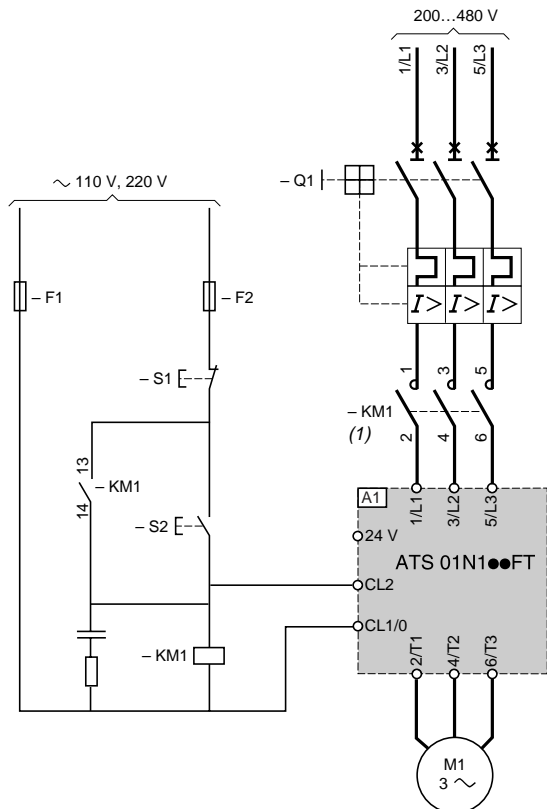 200...480 V
1/L1
3/L2
5/L3
– Q1
I>
I>
I>
~ 110 V, 220 V
– F1
– F2
– S1
13
14
– KM1
– S2
– KM1
1
3
5
– KM1
(1)
2
4
6
A1
1/L1
3/L2
5/L3
24 V
ATS 01N1●●FT
CL2
CL1/0
2/T1
4/T2
6/T3
M1
3 ~